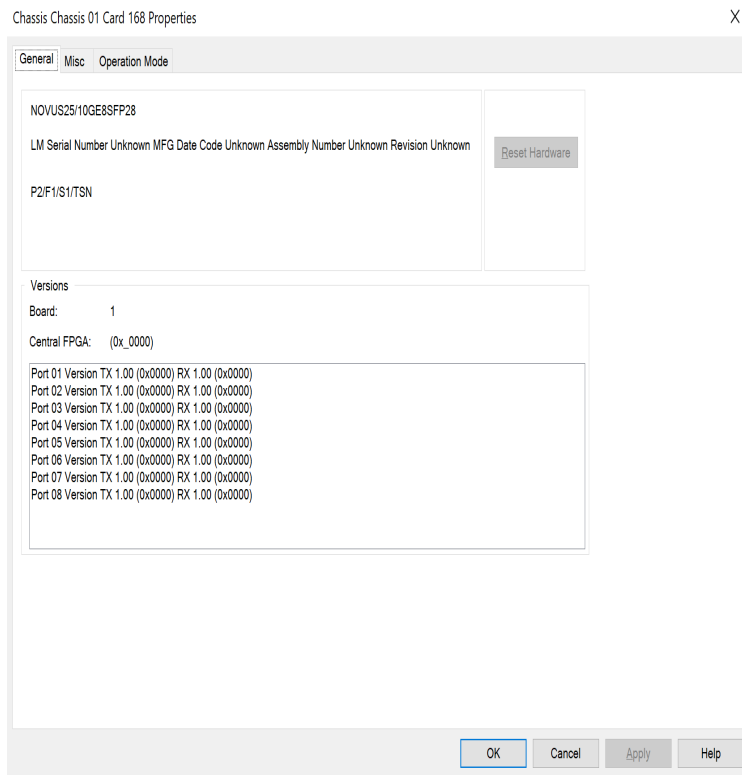 Chassis Chassis 01 Card 168 Properties
General Misc Operation Mode
NOVUS25/10GE8SFP28
LM Serial Number Unknown MFG Date Code Unknown Assembly Number Unknown Revision Unknown
Reset Hardware
P2/F1/S1/TSN
Versions
Board: 1
Central FPGA: (0x_0000)
Port 01 Version TX 1.00 (0x0000) RX 1.00 (0x0000)
Port 02 Version TX 1.00 (0x0000) RX 1.00 (0x0000)
Port 03 Version TX 1.00 (0x0000) RX 1.00 (0x0000)
Port 04 Version TX 1.00 (0x0000) RX 1.00 (0x0000)
Port 05 Version TX 1.00 (0x0000) RX 1.00 (0x0000)
Port 06 Version TX 1.00 (0x0000) RX 1.00 (0x0000)
Port 07 Version TX 1.00 (0x0000) RX 1.00 (0x0000)
Port 08 Version TX 1.00 (0x0000) RX 1.00 (0x0000)
OK Cancel Apply Help